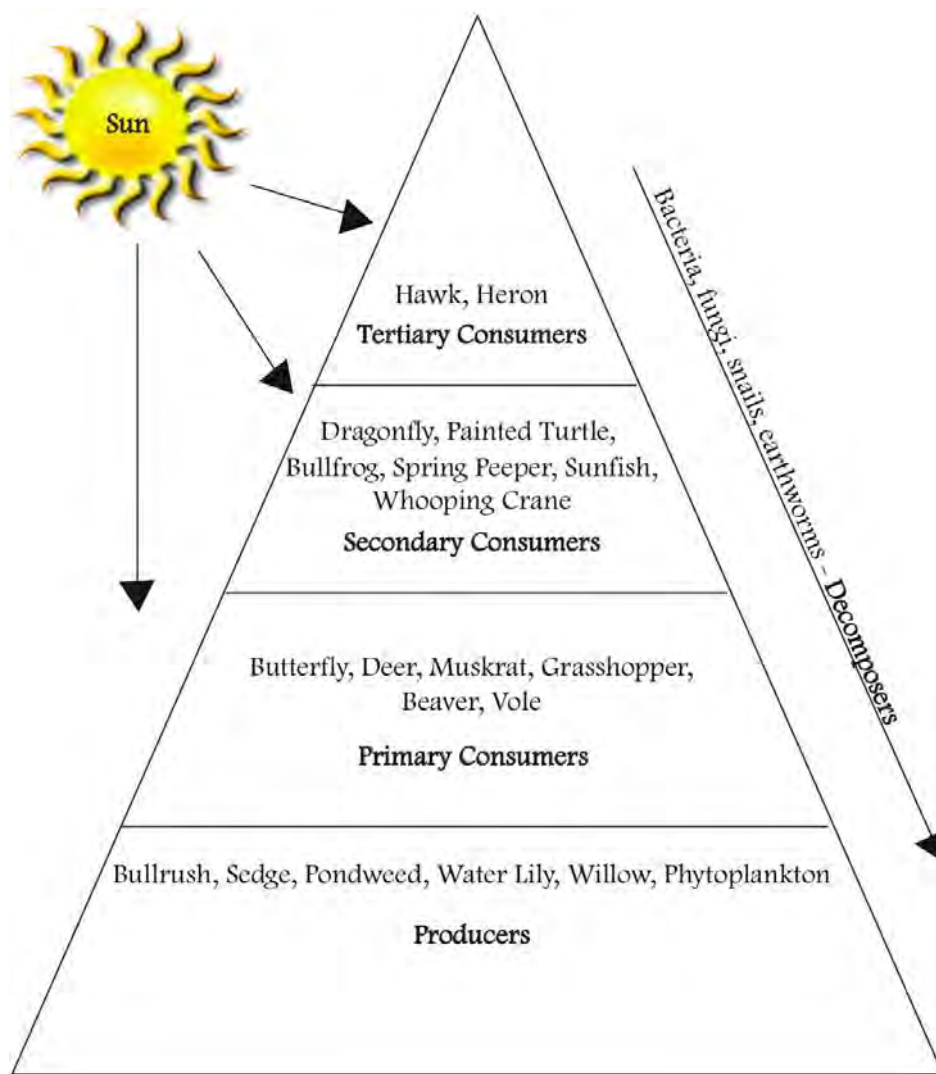 Sun
Hawk, Heron
Tertiary Consumers
Dragonfly, Painted Turtle,
Bullfrog, Spring Peeper, Sunfish,
Whooping Crane
Secondary Consumers
Butterfly, Deer, Muskrat, Grasshopper,
Beaver, Vole
Primary Consumers
Bullrush, Sedge, Pondweed, Water Lily, Willow, Phytoplankton
Producers
Bacteria, fungi, snails, earthworms - Decomposers